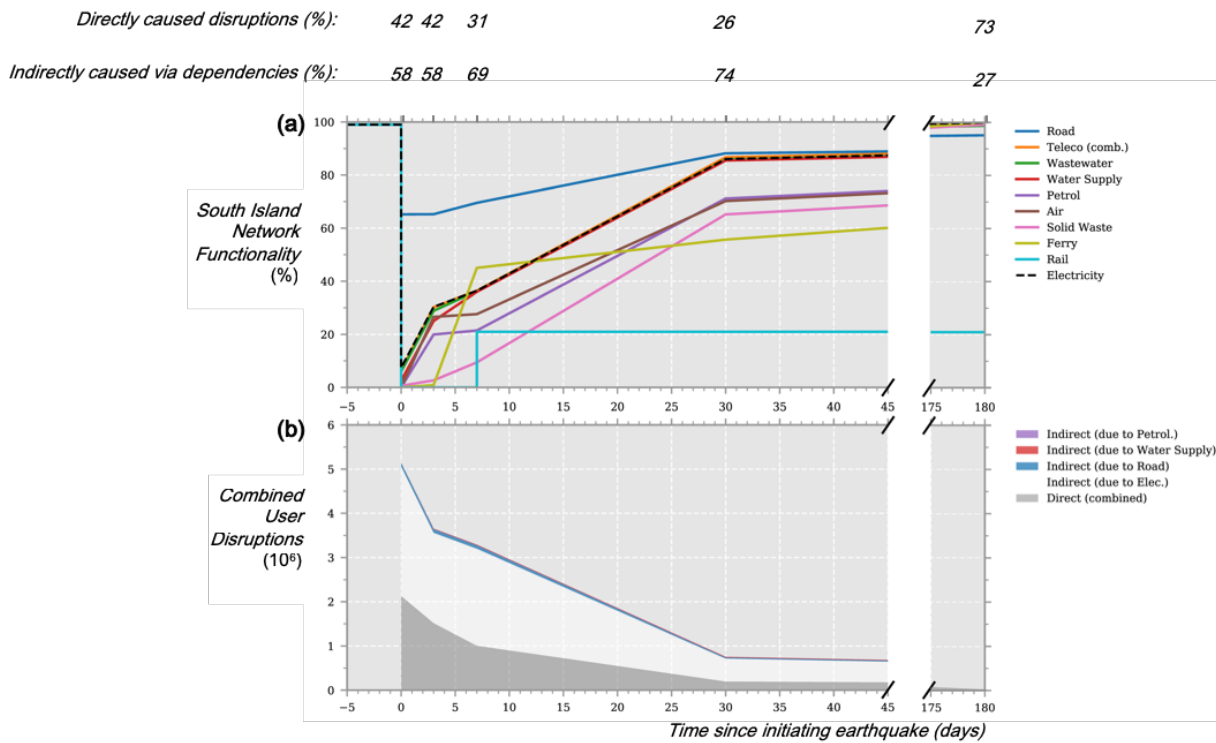 Directly caused disruptions (%): 42 42 31 26 73
Indirectly caused via dependencies (%): 58 58 69 74 27
(a)
100
80
60
40
20
0
South Island
Network
Functionality
(%)
−5 0 5 10 15 20 25 30 35 40 45 175 180
Road
Teleco (comb.)
Wastewater
Water Supply
Petrol
Air
Solid Waste
Ferry
Rail
Electricity
(b)
6
5
4
3
2
1
0
Combined
User
Disruptions
(10⁶)
−5 0 5 10 15 20 25 30 35 40 45 175 180
Indirect (due to Petrol.)
Indirect (due to Water Supply)
Indirect (due to Road)
Indirect (due to Elec.)
Direct (combined)
Time since initiating earthquake (days)